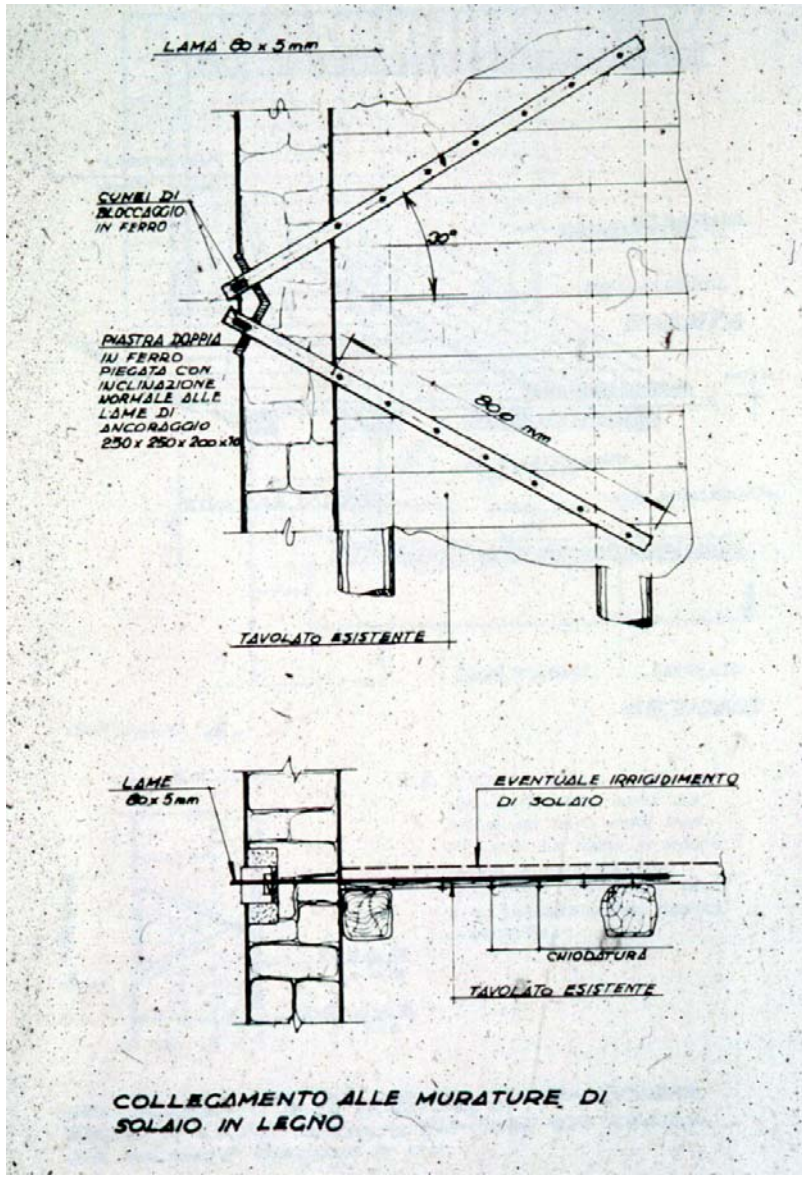 LAMA 80 x 5 mm
CUNEI DI
BLOCCAGGIO
IN FERRO
30°
PIASTRA DOPPIA
IN FERRO
PIEGATA CON
INCLINAZIONE
NORMALE ALLE
LAME DI
ANCORAGGIO
250 x 250 x 200 x 10
800 mm
TAVOLATO ESISTENTE
LAME
80 x 5 mm
EVENTUALE IRRIGIDIMENTO
DI SOLAIO
CHIODATURA
TAVOLATO ESISTENTE
COLLEGAMENTO ALLE MURATURE DI
SOLAIO IN LEGNO